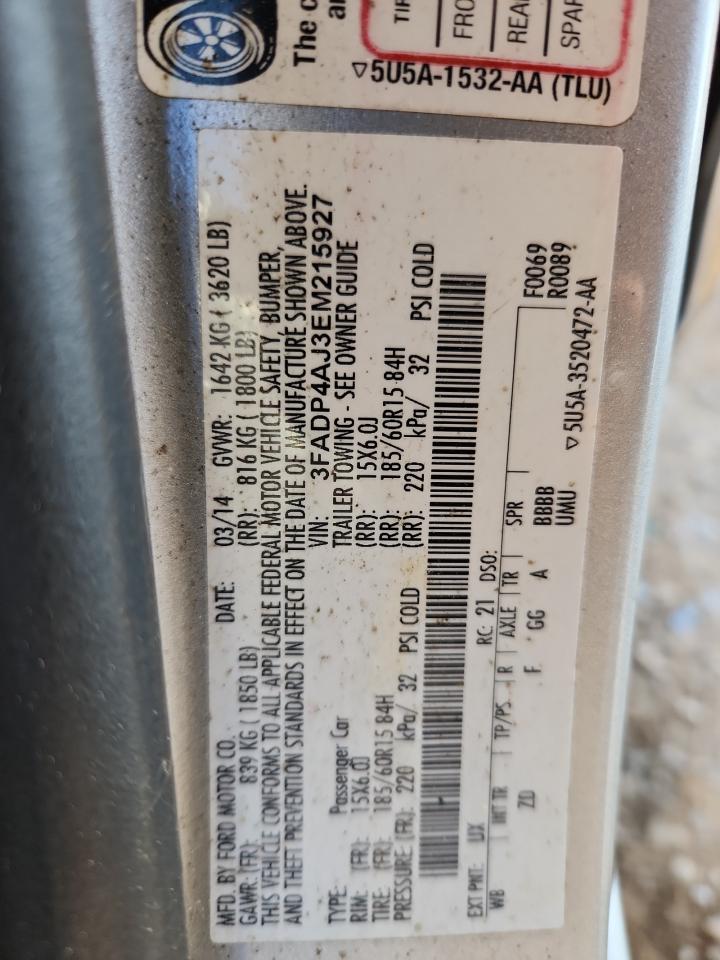 The c
TIR
FRO
REA
SPAR
▽5U5A-1532-AA (TLU)
MFD. BY FORD MOTOR CO. DATE: 03/14 GVWR: 1642 KG ( 3620 LB)
GAWR: (FR): 839 KG ( 1850 LB) (RR): 816 KG ( 1800 LB)
THIS VEHICLE CONFORMS TO ALL APPLICABLE FEDERAL MOTOR VEHICLE SAFETY, BUMPER,
AND THEFT PREVENTION STANDARDS IN EFFECT ON THE DATE OF MANUFACTURE SHOWN ABOVE.
VIN: 3FADP4AJ3EM215927
TYPE: Passenger Car TRAILER TOWING - SEE OWNER GUIDE
RIM: (FR): 15X6.0J (RR): 15X6.0J
TIRE: (FR): 185/60R15 84H (RR): 185/60R15 84H
PRESSURE: (FR): 220 kPa/ 32 PSI COLD (RR): 220 kPa/ 32 PSI COLD
EXT PNT: UX RC: 21 DSO:
WB INT TR TP/PS R AXLE TR SPR F0069
ZD F GG A BBBB R0089
UMU
▽5U5A-3520472-AA